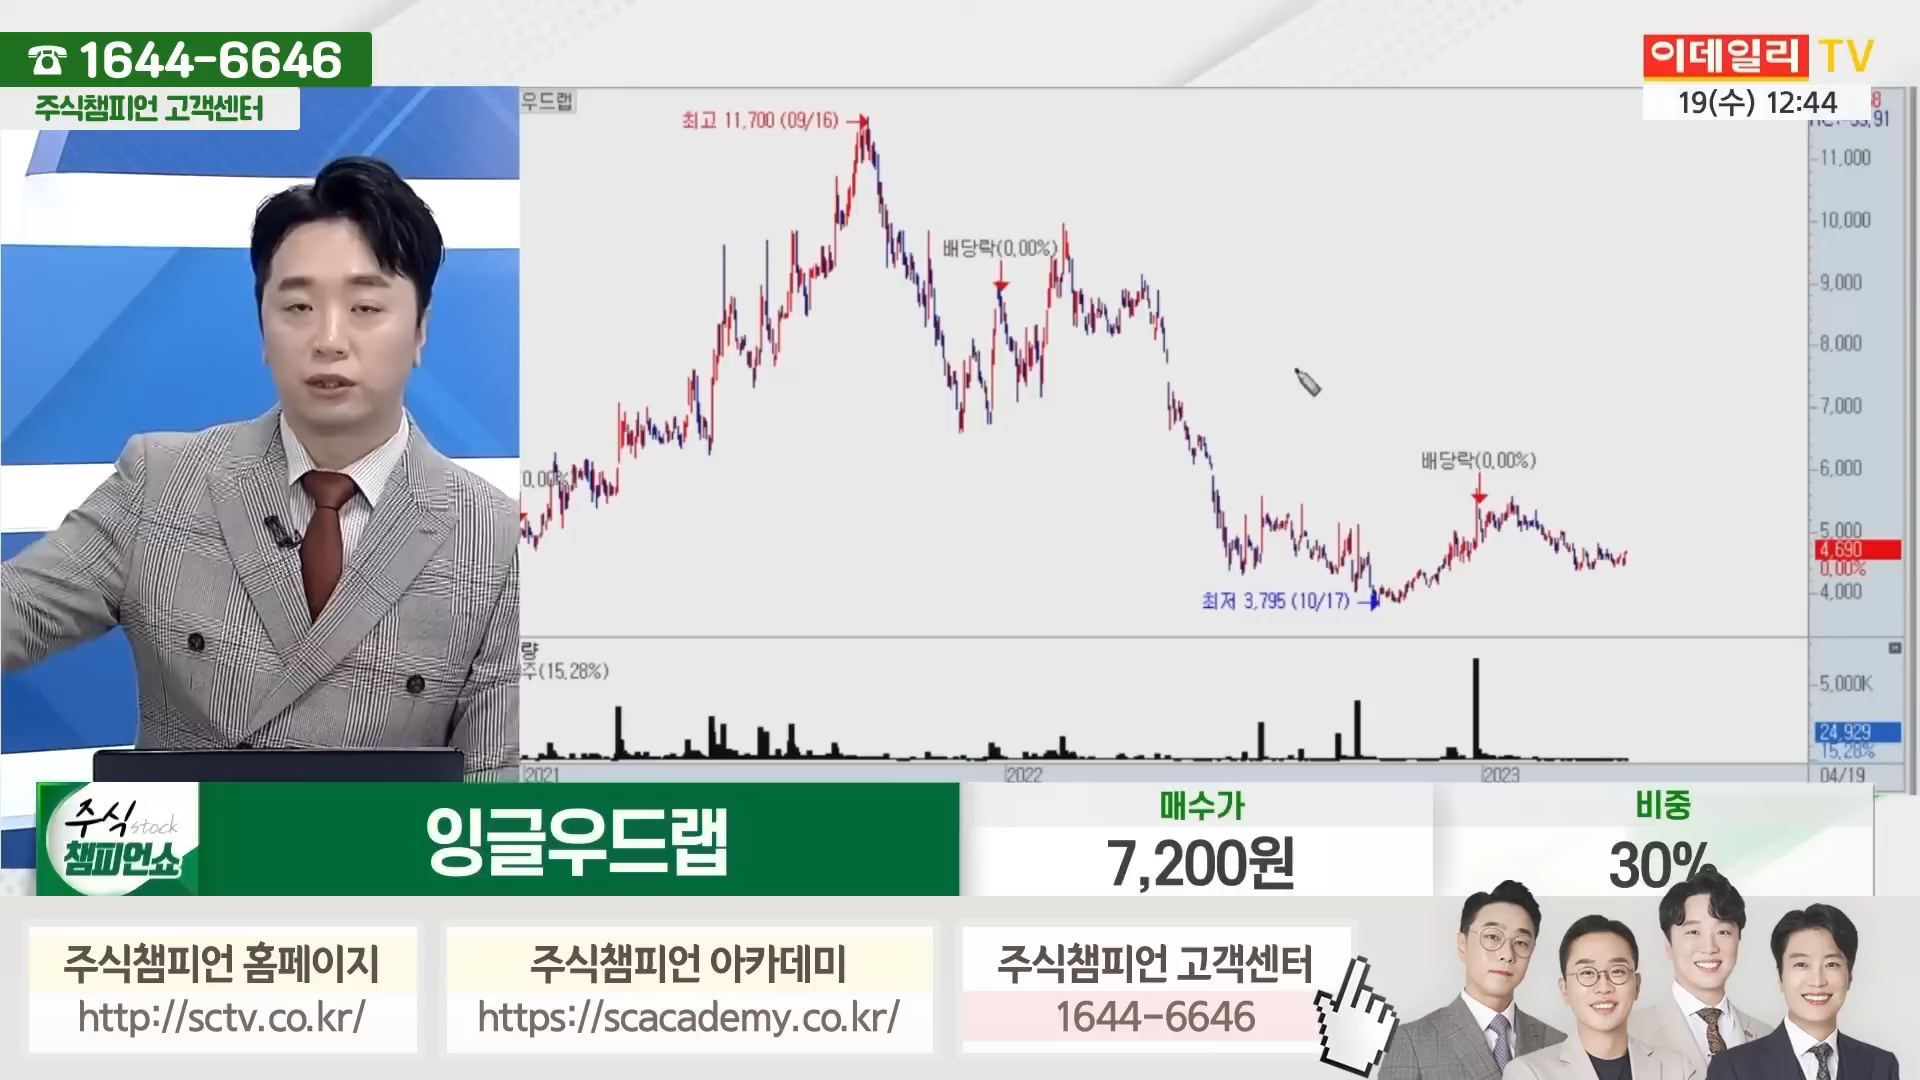 ☎ 1644-6646
주식챔피언 고객센터
이데일리 TV
19(수) 12:44
우드랩
최고 11,700 (09/16)
11,000
10,000
배당락(0,00%)
9,000
8,000
7,000
배당락(0,00%)
6,000
0,00%
5,000
4,690
0,00%
4,000
최저 3,795 (10/17)
량
주(15,28%)
5,000K
24,929
15,28%
2021
2022
2023
04/19
주식
stock
챔피언쇼
잉글우드랩
매수가
7,200원
비중
30%
주식챔피언 홈페이지
http://sctv.co.kr/
주식챔피언 아카데미
https://scacademy.co.kr/
주식챔피언 고객센터
1644-6646